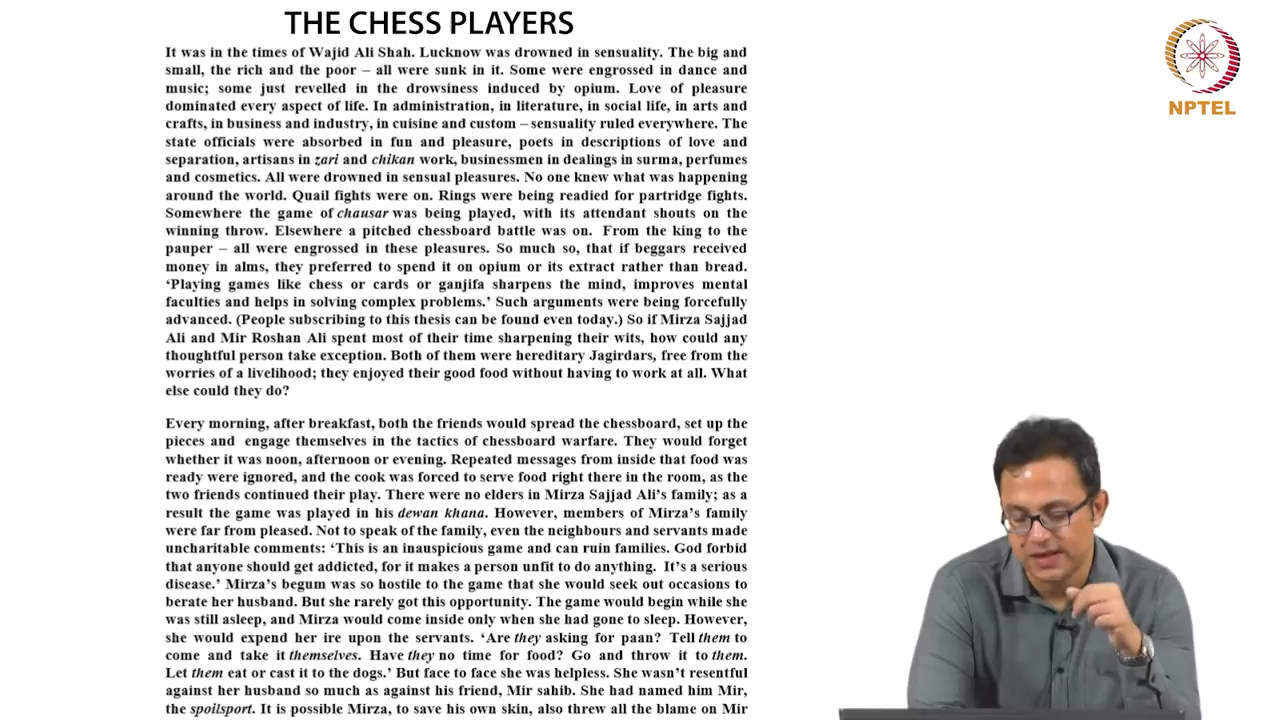 THE CHESS PLAYERS
It was in the times of Wajid Ali Shah. Lucknow was drowned in sensuality. The big and
small, the rich and the poor – all were sunk in it. Some were engrossed in dance and
music; some just revelled in the drowsiness induced by opium. Love of pleasure
dominated every aspect of life. In administration, in literature, in social life, in arts and
crafts, in business and industry, in cuisine and custom – sensuality ruled everywhere. The
state officials were absorbed in fun and pleasure, poets in descriptions of love and
separation, artisans in zari and chikan work, businessmen in dealings in surma, perfumes
and cosmetics. All were drowned in sensual pleasures. No one knew what was happening
around the world. Quail fights were on. Rings were being readied for partridge fights.
Somewhere the game of chausar was being played, with its attendant shouts on the
winning throw. Elsewhere a pitched chessboard battle was on. From the king to the
pauper – all were engrossed in these pleasures. So much so, that if beggars received
money in alms, they preferred to spend it on opium or its extract rather than bread.
‘Playing games like chess or cards or ganjifa sharpens the mind, improves mental
faculties and helps in solving complex problems.’ Such arguments were being forcefully
advanced. (People subscribing to this thesis can be found even today.) So if Mirza Sajjad
Ali and Mir Roshan Ali spent most of their time sharpening their wits, how could any
thoughtful person take exception. Both of them were hereditary Jagirdars, free from the
worries of a livelihood; they enjoyed their good food without having to work at all. What
else could they do?
Every morning, after breakfast, both the friends would spread the chessboard, set up the
pieces and engage themselves in the tactics of chessboard warfare. They would forget
whether it was noon, afternoon or evening. Repeated messages from inside that food was
ready were ignored, and the cook was forced to serve food right there in the room, as the
two friends continued their play. There were no elders in Mirza Sajjad Ali’s family; as a
result the game was played in his dewan khana. However, members of Mirza’s family
were far from pleased. Not to speak of the family, even the neighbours and servants made
uncharitable comments: ‘This is an inauspicious game and can ruin families. God forbid
that anyone should get addicted, for it makes a person unfit to do anything. It’s a serious
disease.’ Mirza’s begum was so hostile to the game that she would seek out occasions to
berate her husband. But she rarely got this opportunity. The game would begin while she
was still asleep, and Mirza would come inside only when she had gone to sleep. However,
she would expend her ire upon the servants. ‘Are they asking for paan? Tell them to
come and take it themselves. Have they no time for food? Go and throw it to them.
Let them eat or cast it to the dogs.’ But face to face she was helpless. She wasn’t resentful
against her husband so much as against his friend, Mir sahib. She had named him Mir,
the spoilsport. It is possible Mirza, to save his own skin, also threw all the blame on Mir
NPTEL